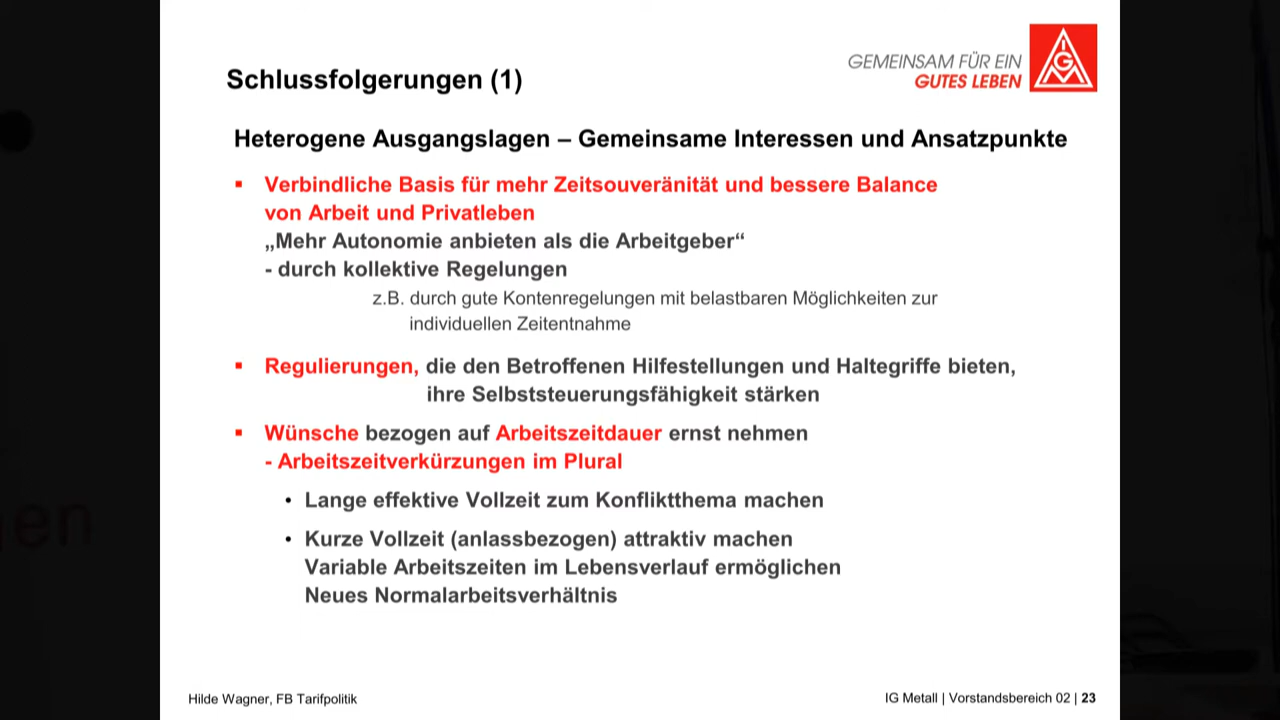 Schlussfolgerungen (1)
GEMEINSAM FÜR EIN
GUTES LEBEN
IGM
Heterogene Ausgangslagen – Gemeinsame Interessen und Ansatzpunkte
▪ Verbindliche Basis für mehr Zeitsouveränität und bessere Balance
von Arbeit und Privatleben
„Mehr Autonomie anbieten als die Arbeitgeber“
- durch kollektive Regelungen
z.B. durch gute Kontenregelungen mit belastbaren Möglichkeiten zur
individuellen Zeitentnahme
▪ Regulierungen, die den Betroffenen Hilfestellungen und Haltegriffe bieten,
ihre Selbststeuerungsfähigkeit stärken
▪ Wünsche bezogen auf Arbeitszeitdauer ernst nehmen
- Arbeitszeitverkürzungen im Plural
• Lange effektive Vollzeit zum Konfliktthema machen
• Kurze Vollzeit (anlassbezogen) attraktiv machen
Variable Arbeitszeiten im Lebensverlauf ermöglichen
Neues Normalarbeitsverhältnis
Hilde Wagner, FB Tarifpolitik
IG Metall | Vorstandsbereich 02 | 23